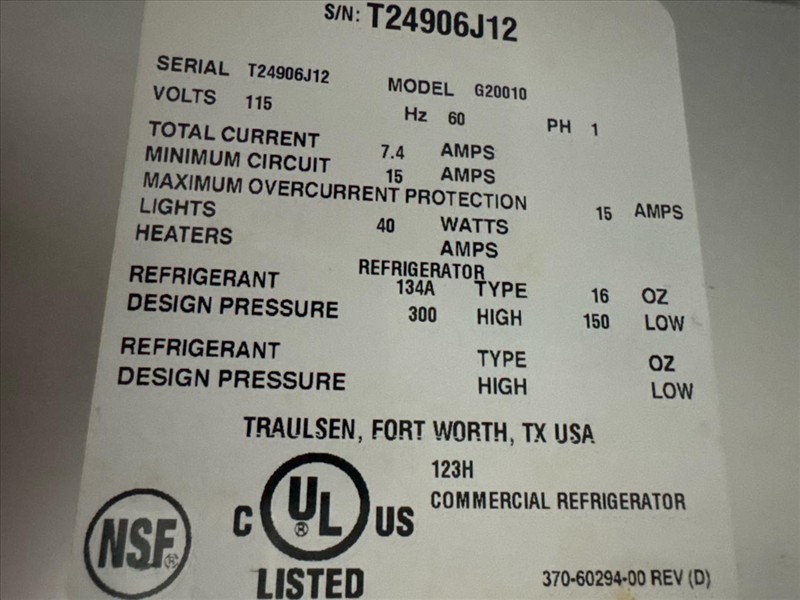 S/N: T24906J12
SERIAL T24906J12 MODEL G20010
VOLTS 115 Hz 60 PH 1
TOTAL CURRENT 7.4 AMPS
MINIMUM CIRCUIT 15 AMPS
MAXIMUM OVERCURRENT PROTECTION 15 AMPS
LIGHTS 40 WATTS
HEATERS AMPS
REFRIGERATOR
REFRIGERANT 134A TYPE 16 OZ
DESIGN PRESSURE 300 HIGH 150 LOW
REFRIGERANT TYPE OZ
DESIGN PRESSURE HIGH LOW
TRAULSEN, FORT WORTH, TX USA
123H
COMMERCIAL REFRIGERATOR
NSF®
C UL® US
LISTED
370-60294-00 REV (D)